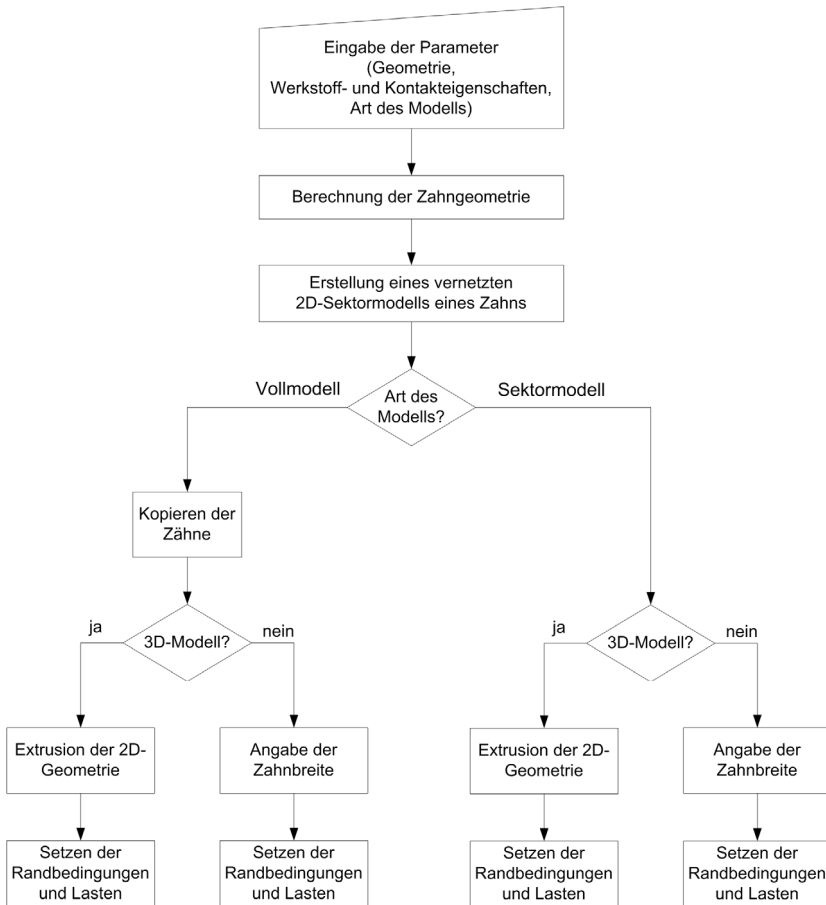 Eingabe der Parameter
(Geometrie,
Werkstoff- und Kontakteigenschaften,
Art des Modells)
Berechnung der Zahngeometrie
Erstellung eines vernetzten
2D-Sektormodells eines Zahns
Vollmodell
Art des
Modells?
Sektormodell
Kopieren der
Zähne
ja
3D-Modell?
nein
ja
3D-Modell?
nein
Extrusion der 2D-
Geometrie
Angabe der
Zahnbreite
Extrusion der 2D-
Geometrie
Angabe der
Zahnbreite
Setzen der
Randbedingungen
und Lasten
Setzen der
Randbedingungen
und Lasten
Setzen der
Randbedingungen
und Lasten
Setzen der
Randbedingungen
und Lasten